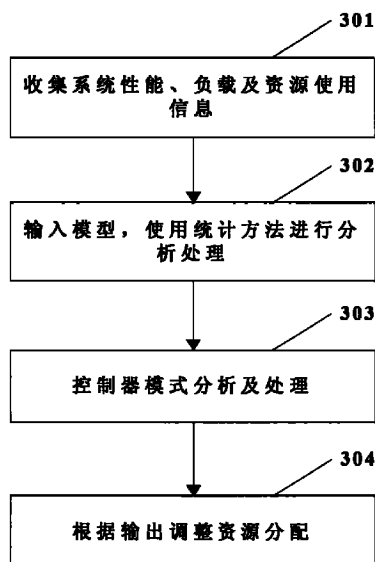 301
收集系统性能、负载及资源使用
信息
302
输入模型，使用统计方法进行分
析处理
303
控制器模式分析及处理
304
根据输出调整资源分配